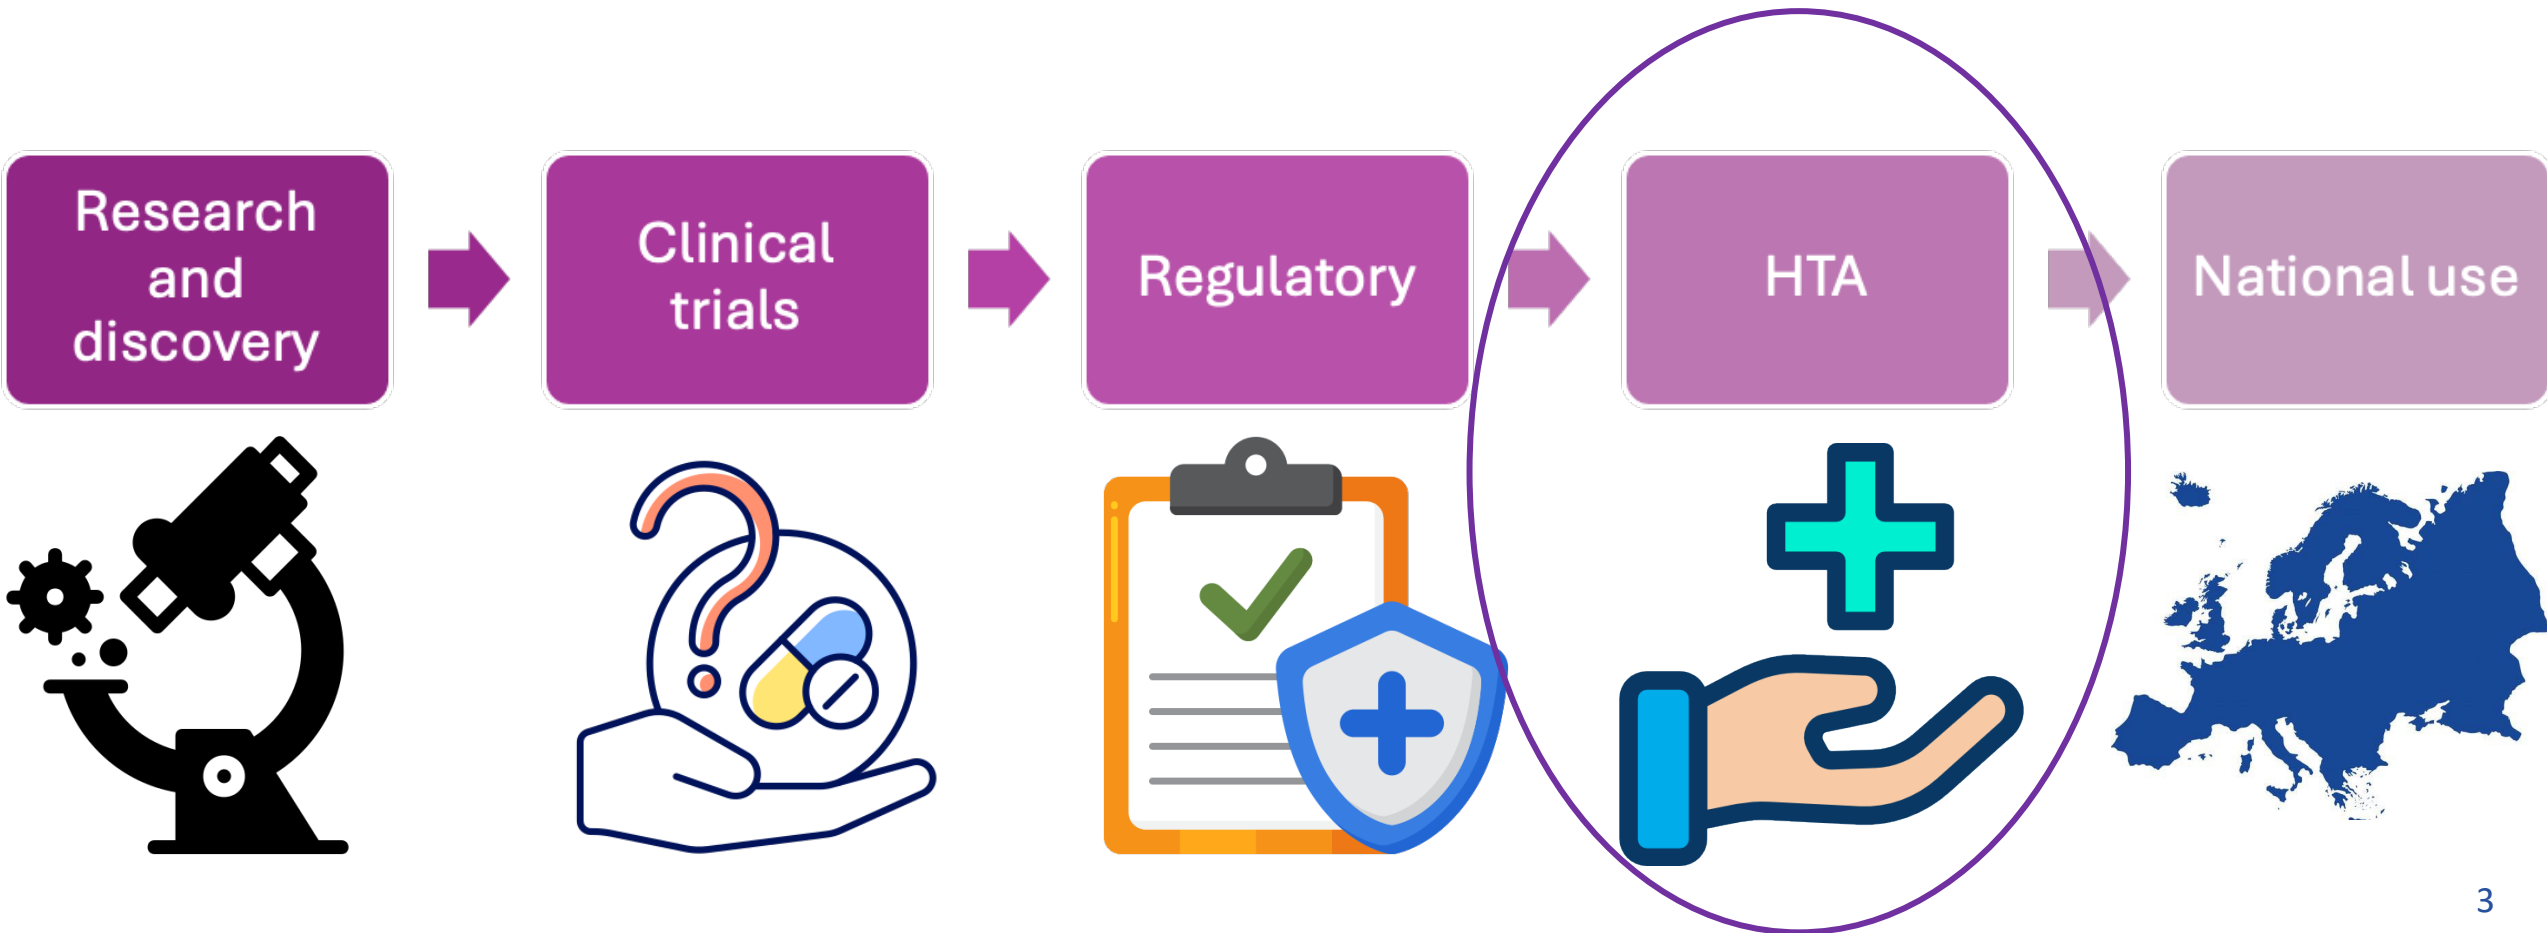 Research
and
discovery
Clinical
trials
Regulatory
HTA
National use
3